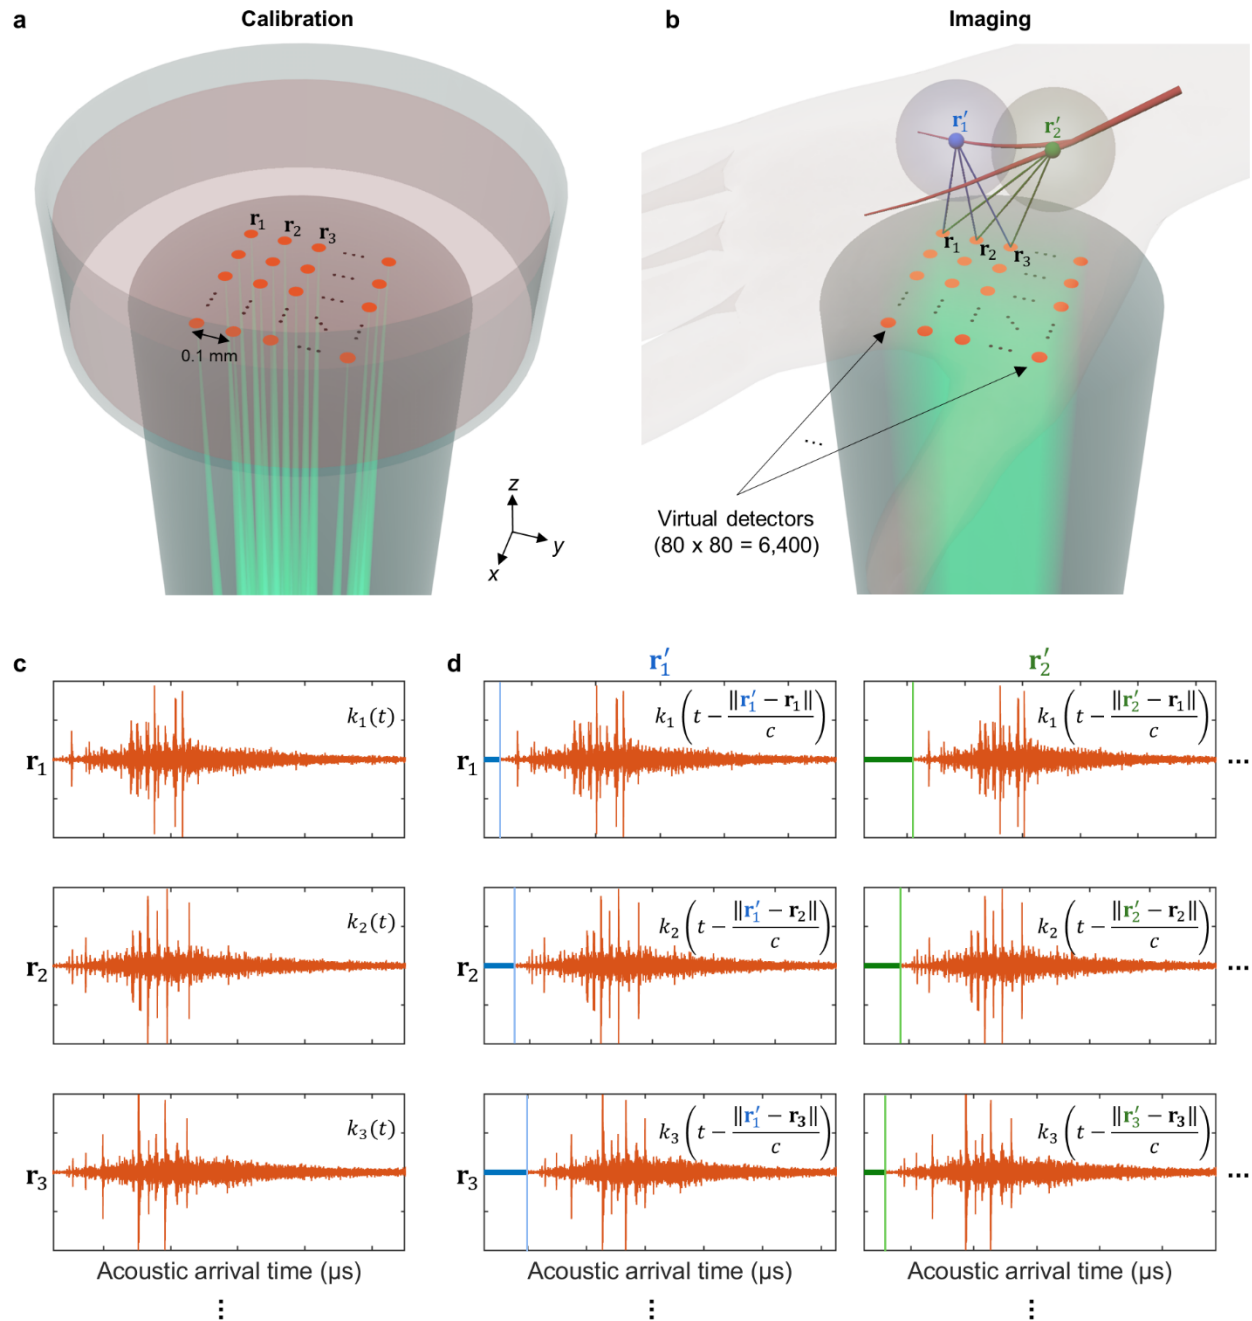 a
Calibration
r1
r2
r3
0.1 mm
z
y
x
b
Imaging
r′1
r′2
r1
r2
r3
Virtual detectors
(80 x 80 = 6,400)
c
r1
k1(t)
r2
k2(t)
r3
k3(t)
Acoustic arrival time (µs)
d
r′1
r′2
r1
k1(t − ‖r′1 − r1‖/c)
k1(t − ‖r′2 − r1‖/c)
r2
k2(t − ‖r′1 − r2‖/c)
k2(t − ‖r′2 − r2‖/c)
r3
k3(t − ‖r′1 − r3‖/c)
k3(t − ‖r′3 − r3‖/c)
Acoustic arrival time (µs)
Acoustic arrival time (µs)